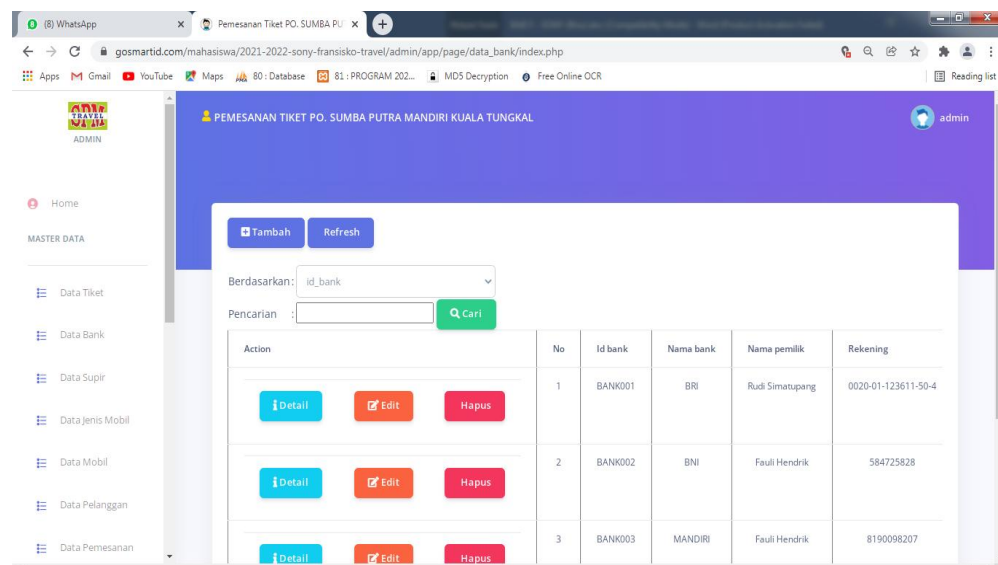 (8) WhatsApp
Pemesanan Tiket PO. SUMBA PU
gosmartid.com/mahasiswa/2021-2022-sony-fransisko-travel/admin/app/page/data_bank/index.php
Apps Gmail YouTube Maps 80 : Database 81 : PROGRAM 202... MD5 Decryption Free Online OCR Reading list
SPM
TRAVEL
ADMIN
PEMESANAN TIKET PO. SUMBA PUTRA MANDIRI KUALA TUNGKAL
admin
Home
MASTER DATA
Data Tiket
Data Bank
Data Supir
Data Jenis Mobil
Data Mobil
Data Pelanggan
Data Pemesanan
Tambah Refresh
Berdasarkan: id_bank
Pencarian : Cari
Action No Id bank Nama bank Nama pemilik Rekening
Detail Edit Hapus 1 BANK001 BRI Rudi Simatupang 0020-01-123611-50-4
Detail Edit Hapus 2 BANK002 BNI Fauli Hendrik 584725828
Detail Edit Hapus 3 BANK003 MANDIRI Fauli Hendrik 8190098207